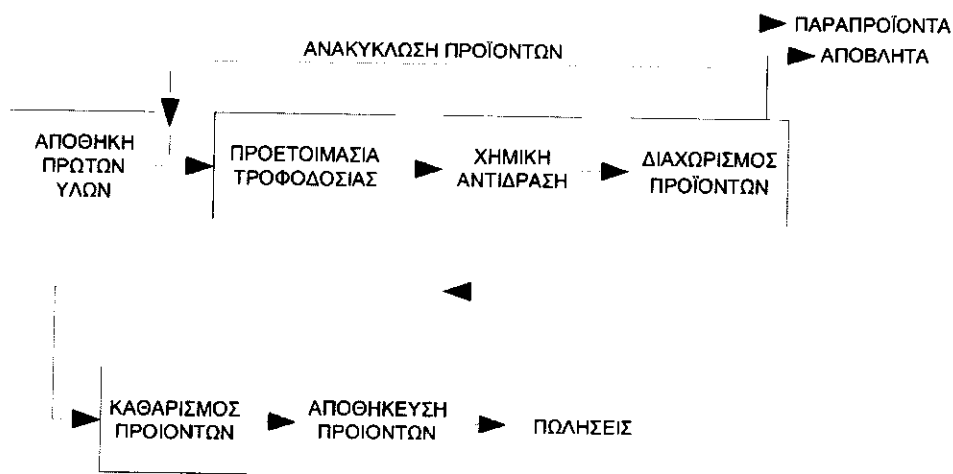 ΠΑΡΑΠΡΟΪΟΝΤΑ
ΑΝΑΚΥΚΛΩΣΗ ΠΡΟΪΟΝΤΩΝ
ΑΠΟΒΛΗΤΑ
ΑΠΟΘΗΚΗ
ΠΡΩΤΩΝ
ΥΛΩΝ
ΠΡΟΕΤΟΙΜΑΣΙΑ
ΤΡΟΦΟΔΟΣΙΑΣ
ΧΗΜΙΚΗ
ΑΝΤΙΔΡΑΣΗ
ΔΙΑΧΩΡΙΣΜΟΣ
ΠΡΟΪΟΝΤΩΝ
ΚΑΘΑΡΙΣΜΟΣ
ΠΡΟΙΟΝΤΩΝ
ΑΠΟΘΗΚΕΥΣΗ
ΠΡΟΙΟΝΤΩΝ
ΠΩΛΗΣΕΙΣ